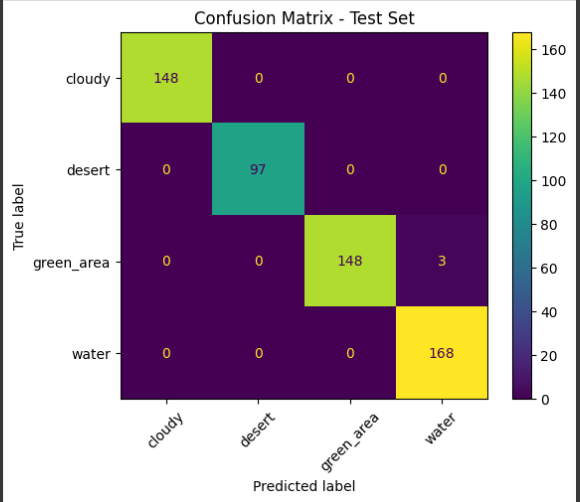 Confusion Matrix - Test Set
True label
cloudy 148 0 0 0
desert 0 97 0 0
green_area 0 0 148 3
water 0 0 0 168
cloudy desert green_area water
Predicted label
160
140
120
100
80
60
40
20
0